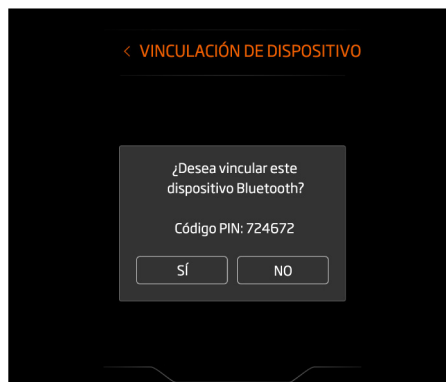 < VINCULACIÓN DE DISPOSITIVO
¿Desea vincular este
dispositivo Bluetooth?
Código PIN: 724672
SÍ
NO